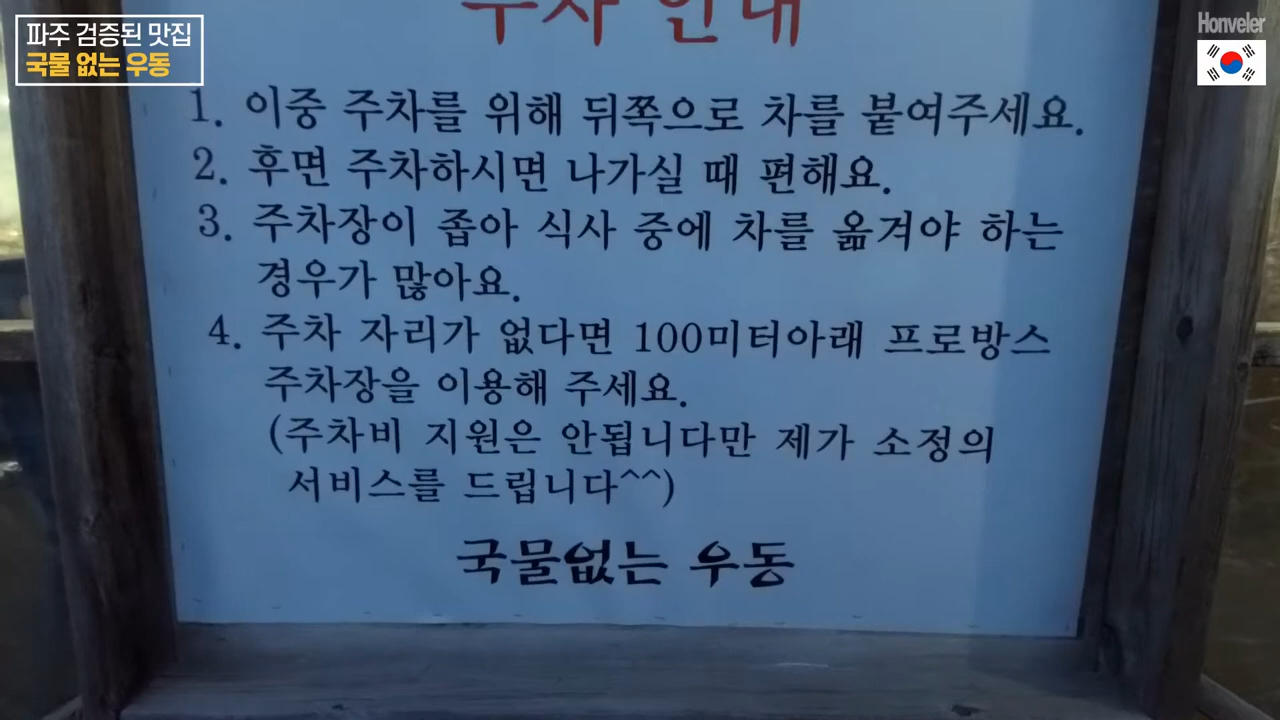 파주 검증된 맛집
국물 없는 우동
Honveler
주차 안내
1. 이중 주차를 위해 뒤쪽으로 차를 붙여주세요.
2. 후면 주차하시면 나가실 때 편해요.
3. 주차장이 좁아 식사 중에 차를 옮겨야 하는
경우가 많아요.
4. 주차 자리가 없다면 100미터아래 프로방스
주차장을 이용해 주세요.
(주차비 지원은 안됩니다만 제가 소정의
서비스를 드립니다^^)
국물없는 우동